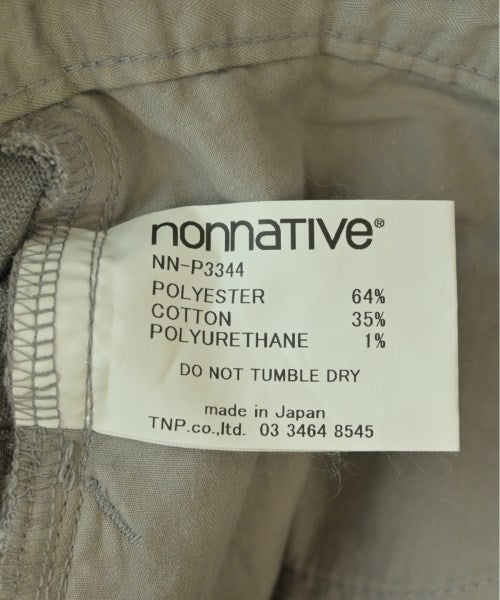 nonnative®
NN-P3344
POLYESTER 64%
COTTON 35%
POLYURETHANE 1%
DO NOT TUMBLE DRY
made in Japan
TNP.co.,ltd. 03 3464 8545